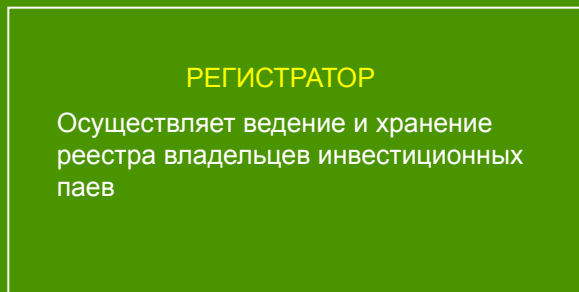 РЕГИСТРАТОР
Осуществляет ведение и хранение
реестра владельцев инвестиционных
паев